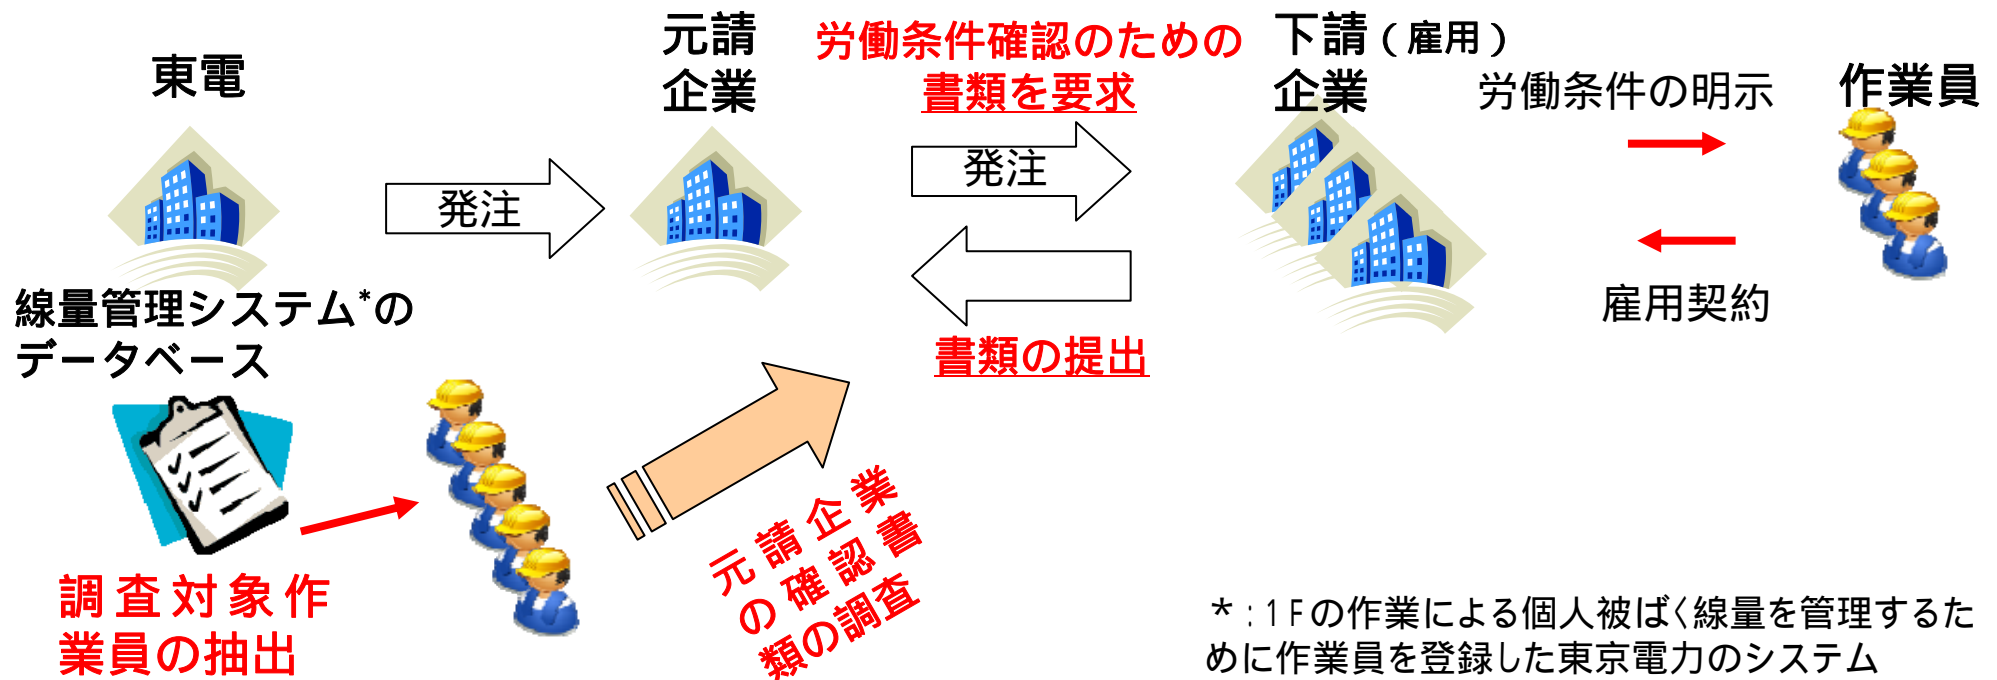 東電
元請
企業
労働条件確認のための
書類を要求
下請（雇用）
企業
労働条件の明示
作業員
発注
発注
雇用契約
書類の提出
線量管理システム*の
データベース
調査対象作
業員の抽出
元請企業
の確認書
類の調査
＊：１Ｆの作業による個人被ばく線量を管理するた
めに作業員を登録した東京電力のシステム